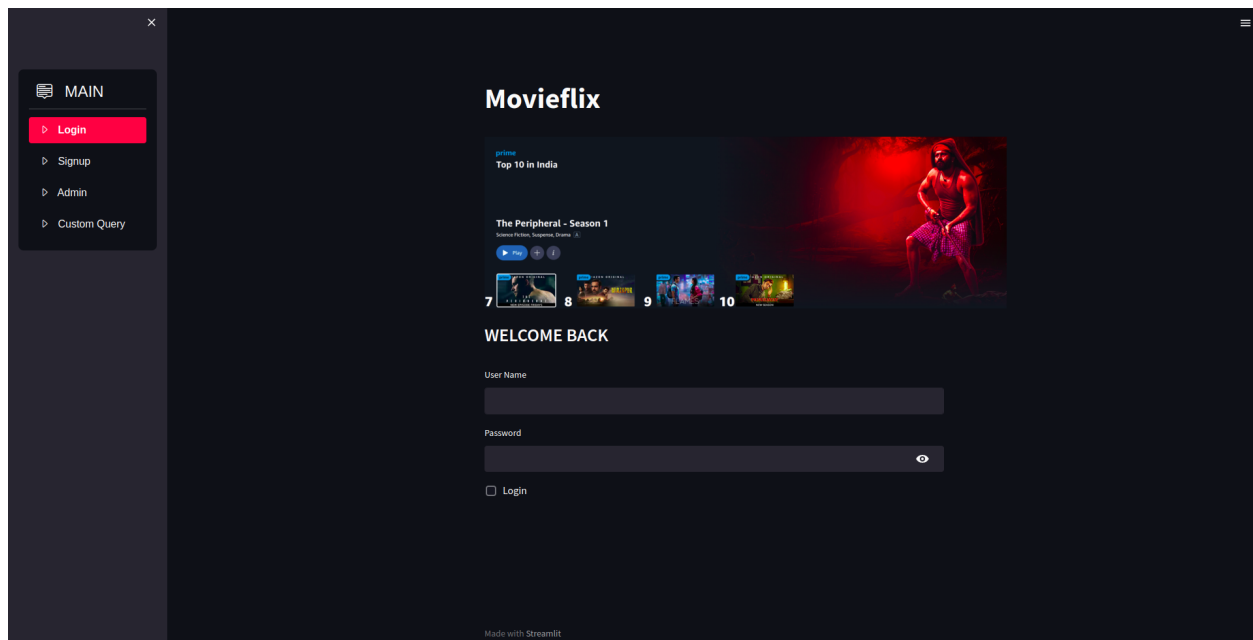 MAIN
Login
Signup
Admin
Custom Query
Movieflix
prime
Top 10 in India
The Peripheral - Season 1
Science Fiction, Suspense, Drama A
Play
7 8 9 10
WELCOME BACK
User Name
Password
Login
Made with Streamlit